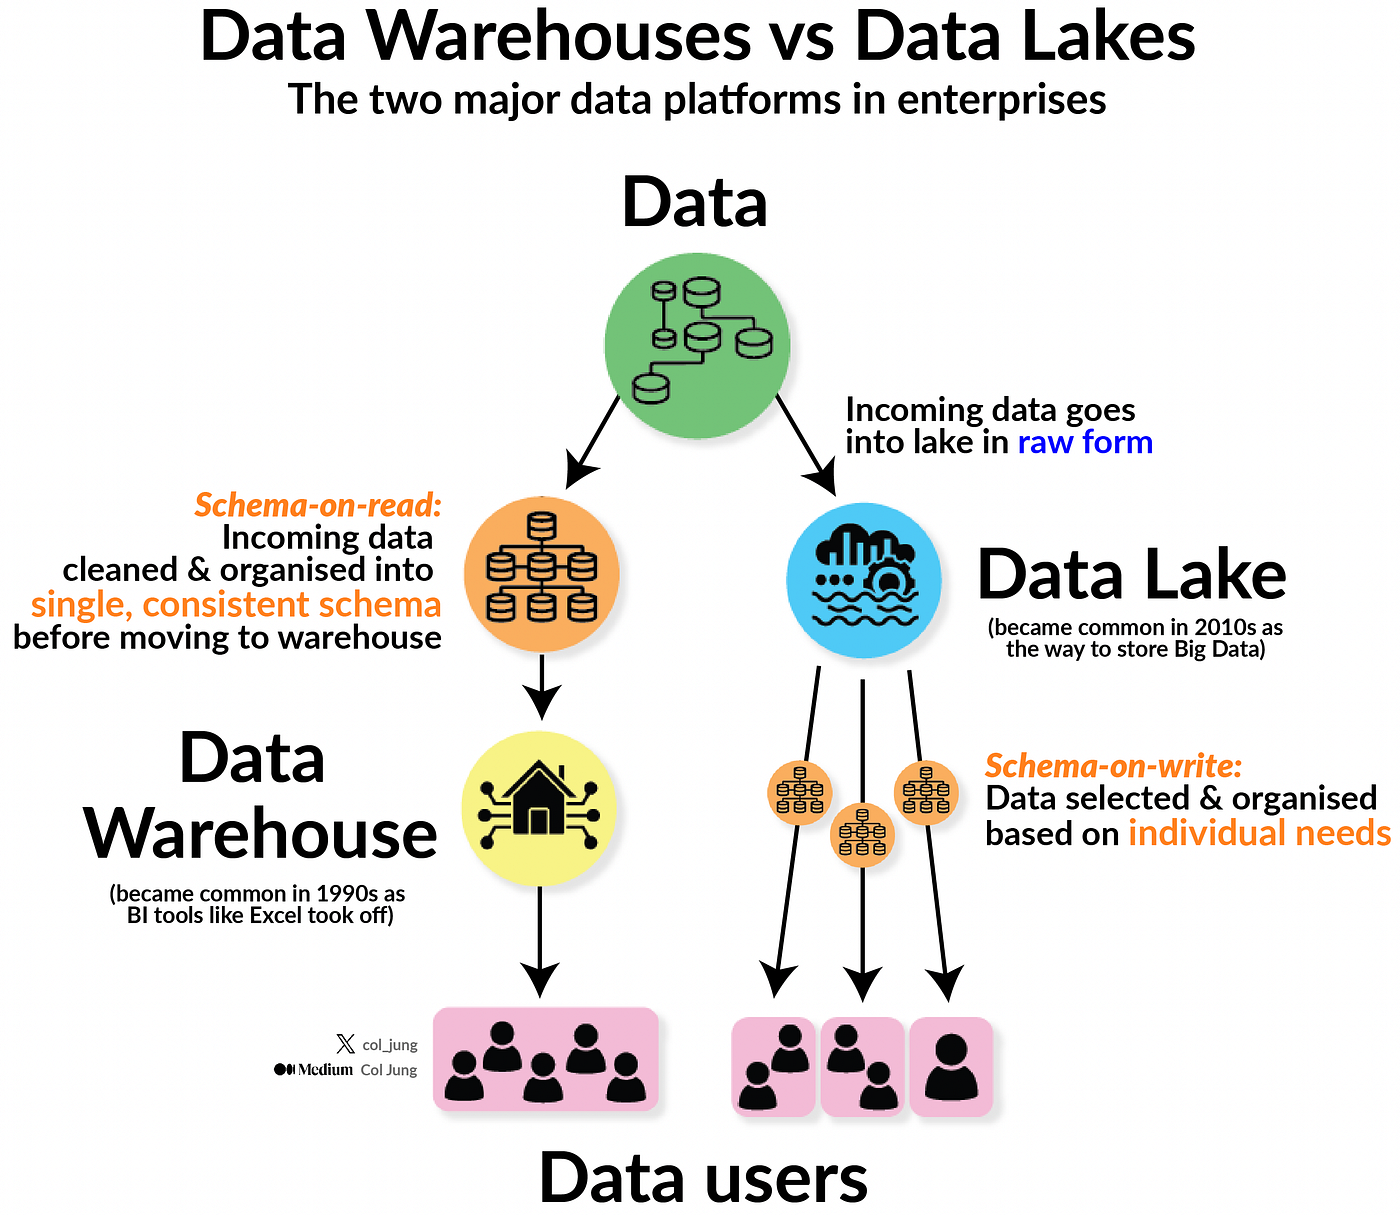 Data Warehouses vs Data Lakes
The two major data platforms in enterprises
Data
Incoming data goes
into lake in raw form
Schema-on-read:
Incoming data
cleaned & organised into
single, consistent schema
before moving to warehouse
Data Lake
(became common in 2010s as
the way to store Big Data)
Data
Warehouse
(became common in 1990s as
BI tools like Excel took off)
Schema-on-write:
Data selected & organised
based on individual needs
col_jung
Medium Col Jung
Data users